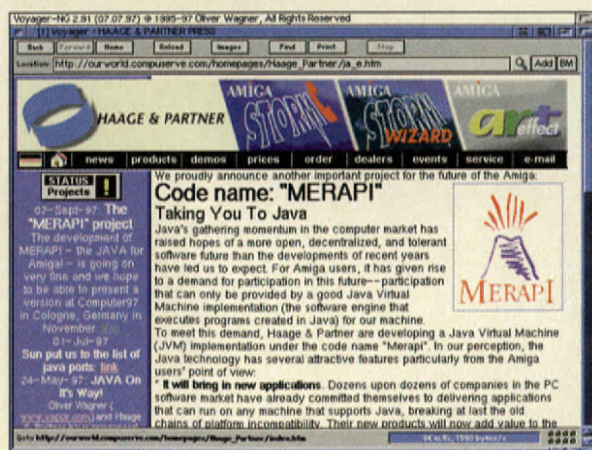 Voyager-NG 2.91 (07.07.97) © 1995-97 Oliver Wagner, All Rights Reserved
[1] Voyager - HAAGE & PARTNER PRESS
Back Forward Home Reload Images Find Print Stop
Location: http://ourworld.compuserve.com/homepages/Haage_Partner/ja_e.htm Add BM
HAAGE & PARTNER
AMIGA STORM
AMIGA STORM WIZARD
AMIGA art effect
news products demos prices order dealers events service e-mail
STATUS
Projects !
07-Sept-97 The
"MERAPI" project
The development of
MERAPI - the JAVA for
Amiga! - is going on
very fine and we hope
to be able to present a
version at Computer97
in Cologne, Germany in
November.
01-Jul-97
Sun put us to the list of
java ports: link
24-May-97 JAVA On
It's Way!
Oliver Wagner (
www.vapor.com) and Haage
We proudly announce another important project for the future of the Amiga:
Code name: "MERAPI"
Taking You To Java
Java's gathering momentum in the computer market has
raised hopes of a more open, decentralized, and tolerant
software future than the developments of recent years
have led us to expect. For Amiga users, it has given rise
to a demand for participation in this future--participation
that can only be provided by a good Java Virtual
Machine implementation (the software engine that
executes programs created in Java) for our machine.
MERAPI
To meet this demand, Haage & Partner are developing a Java Virtual Machine
(JVM) implementation under the code name "Merapi". In our perception, the
Java technology has several attractive features particularly from the Amiga
users' point of view:
* It will bring in new applications. Dozens upon dozens of companies in the PC
software market have already committed themselves to delivering applications
that can run on any machine that supports Java, breaking at last the old
chains of platform incompatibility. Their new products will now add value to the
Goto http://ourworld.compuserve.com/homepages/Haage_Partner/index.htm